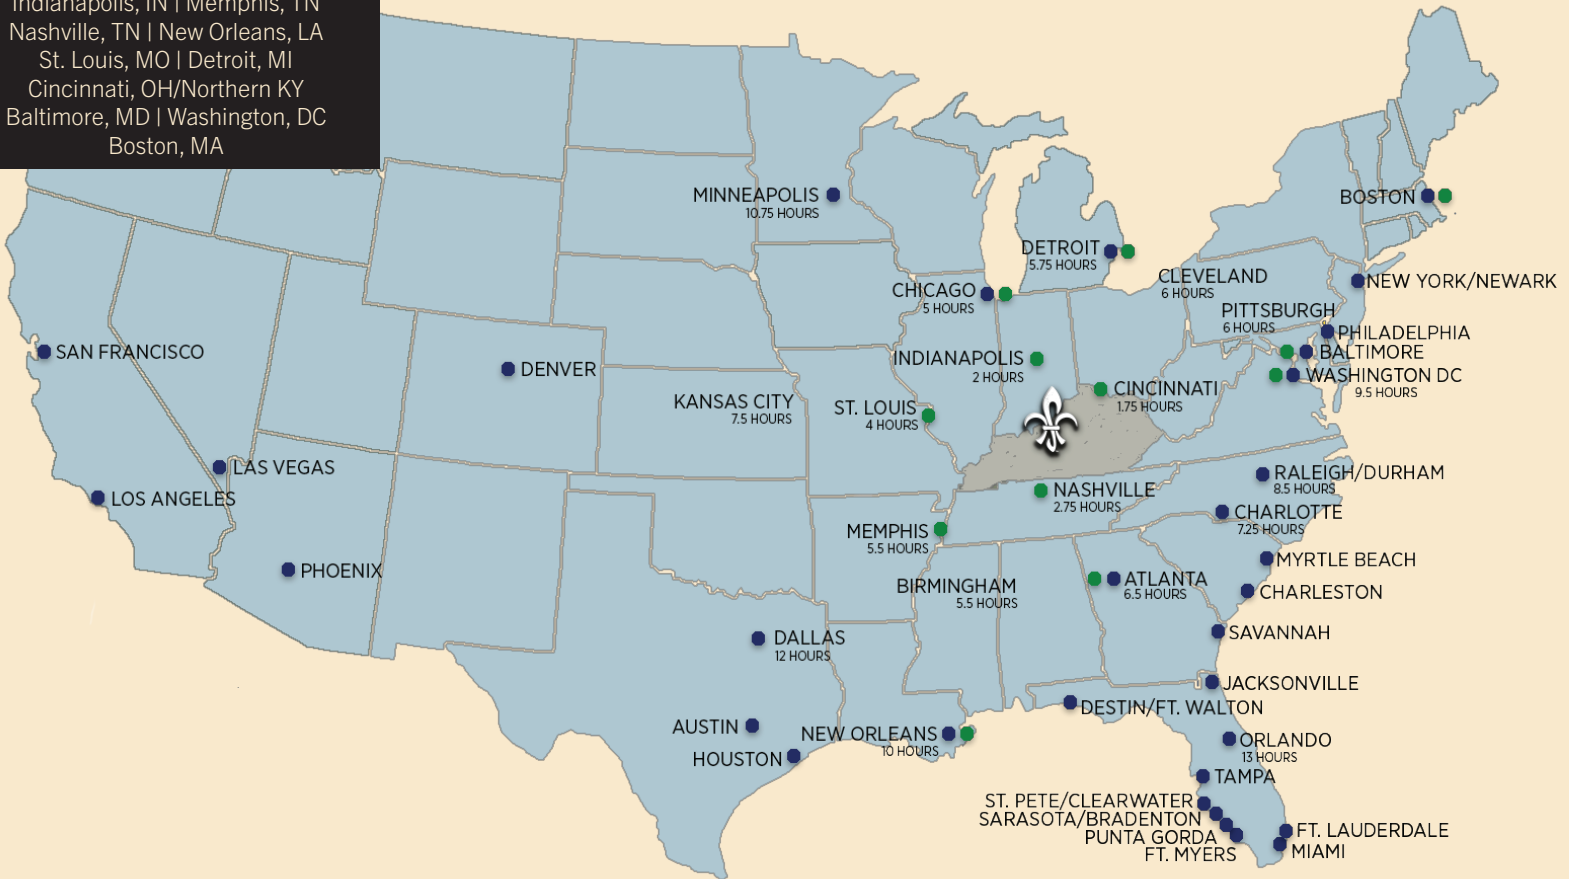 Indianapolis, IN | Memphis, TN
Nashville, TN | New Orleans, LA
St. Louis, MO | Detroit, MI
Cincinnati, OH/Northern KY
Baltimore, MD | Washington, DC
Boston, MA
MINNEAPOLIS
10.75 HOURS
BOSTON
DETROIT
5.75 HOURS
CLEVELAND
6 HOURS
NEW YORK/NEWARK
CHICAGO
5 HOURS
PITTSBURGH
6 HOURS
PHILADELPHIA
SAN FRANCISCO
BALTIMORE
INDIANAPOLIS
2 HOURS
DENVER
WASHINGTON DC
9.5 HOURS
CINCINNATI
1.75 HOURS
KANSAS CITY
7.5 HOURS
ST. LOUIS
4 HOURS
LAS VEGAS
RALEIGH/DURHAM
8.5 HOURS
LOS ANGELES
NASHVILLE
2.75 HOURS
CHARLOTTE
7.25 HOURS
MEMPHIS
5.5 HOURS
MYRTLE BEACH
PHOENIX
BIRMINGHAM
5.5 HOURS
ATLANTA
6.5 HOURS
CHARLESTON
SAVANNAH
DALLAS
12 HOURS
JACKSONVILLE
DESTIN/FT. WALTON
AUSTIN
NEW ORLEANS
10 HOURS
HOUSTON
ORLANDO
13 HOURS
TAMPA
ST. PETE/CLEARWATER
SARASOTA/BRADENTON
PUNTA GORDA
FT. MYERS
FT. LAUDERDALE
MIAMI